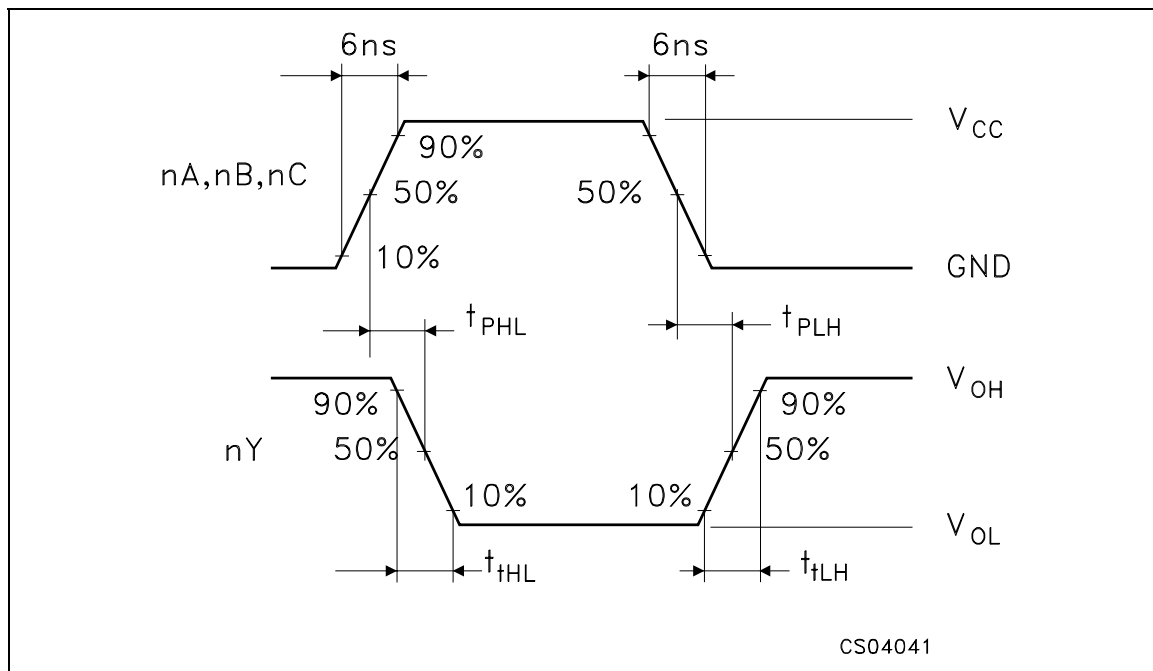 6ns 6ns
V_CC
90%
nA,nB,nC
50% 50%
10%
GND
t_PHL t_PLH
V_OH
90% 90%
nY
50% 50%
10% 10%
V_OL
t_tHL t_tLH
CS04041